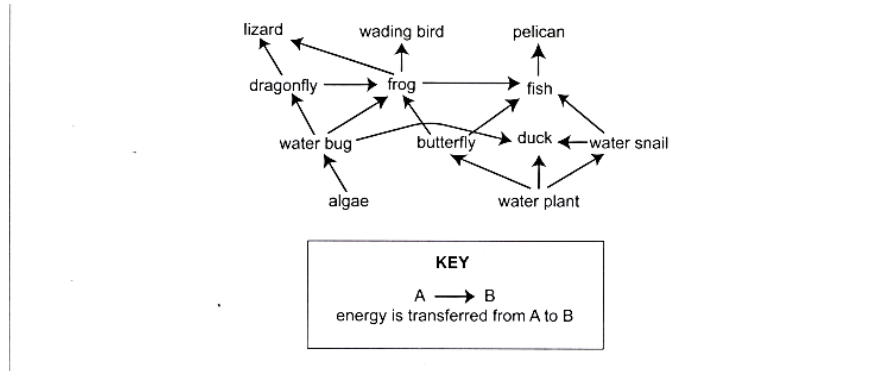 lizard wading bird pelican
dragonfly frog fish
water bug butterfly duck water snail
algae water plant
KEY
A → B
energy is transferred from A to B